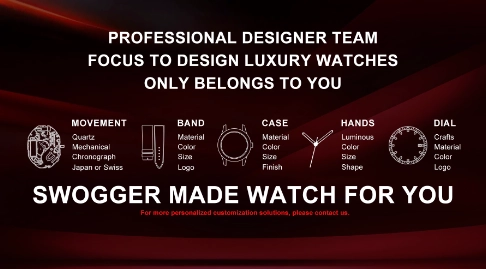 PROFESSIONAL DESIGNER TEAM
FOCUS TO DESIGN LUXURY WATCHES
ONLY BELONGS TO YOU
MOVEMENT
Quartz
Mechanical
Chronograph
Japan or Swiss
BAND
Material
Color
Size
Logo
CASE
Material
Color
Size
Finish
HANDS
Luminous
Color
Size
Shape
DIAL
Crafts
Material
Color
Logo
SWOGGER MADE WATCH FOR YOU
For more personalized customization solutions, please contact us.